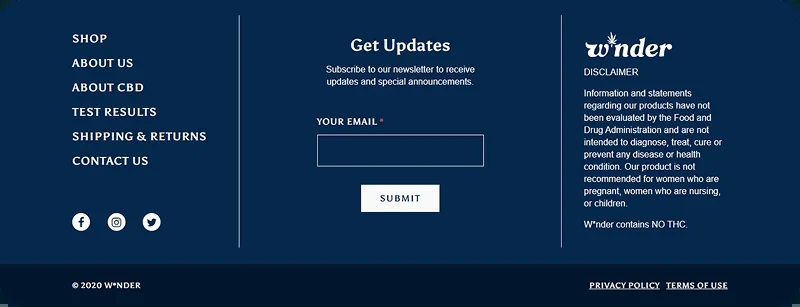 SHOP
ABOUT US
ABOUT CBD
TEST RESULTS
SHIPPING & RETURNS
CONTACT US
Get Updates
Subscribe to our newsletter to receive
updates and special announcements.
YOUR EMAIL *
SUBMIT
w*nder
DISCLAIMER
Information and statements
regarding our products have not
been evaluated by the Food and
Drug Administration and are not
intended to diagnose, treat, cure or
prevent any disease or health
condition. Our product is not
recommended for women who are
pregnant, women who are nursing,
or children.
W*nder contains NO THC.
© 2020 W*NDER
PRIVACY POLICY TERMS OF USE